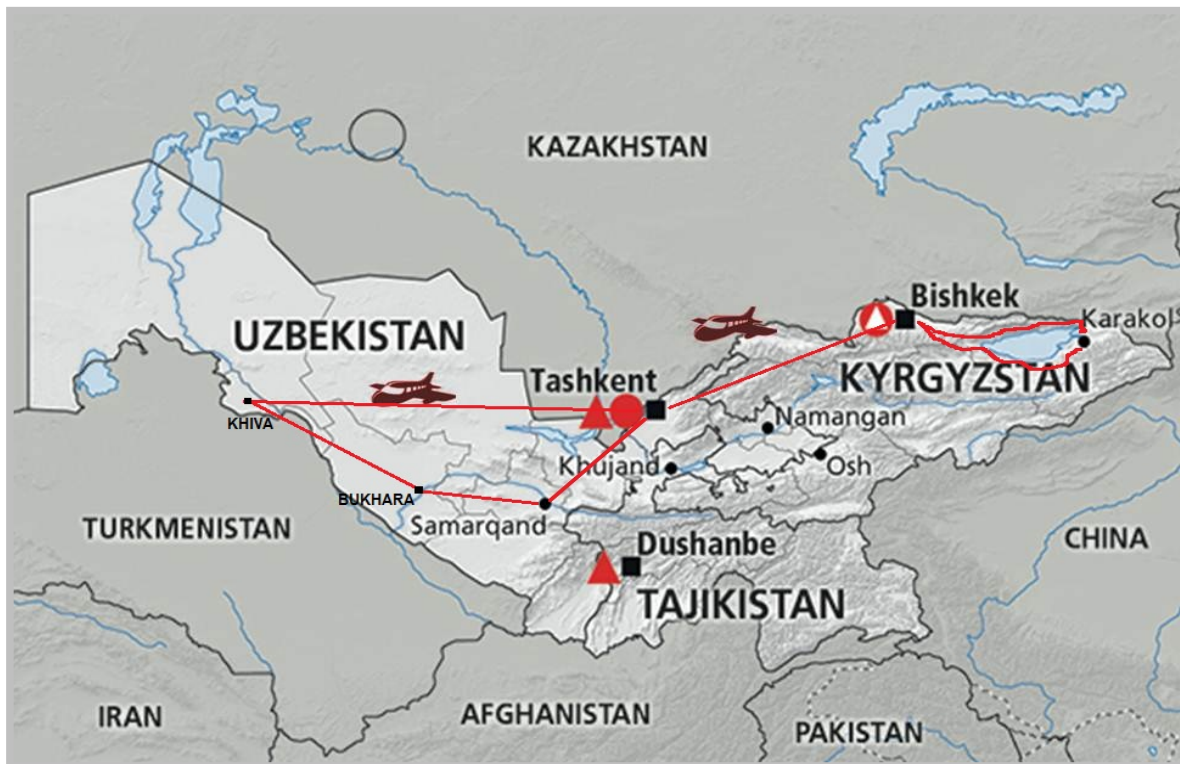 KAZAKHSTAN
Bishkek
Karakol
UZBEKISTAN
Tashkent
KYRGYZSTAN
KHIVA
Namangan
Khujand
Osh
BUKHARA
Samarqand
TURKMENISTAN
Dushanbe
CHINA
TAJIKISTAN
IRAN
AFGHANISTAN
PAKISTAN